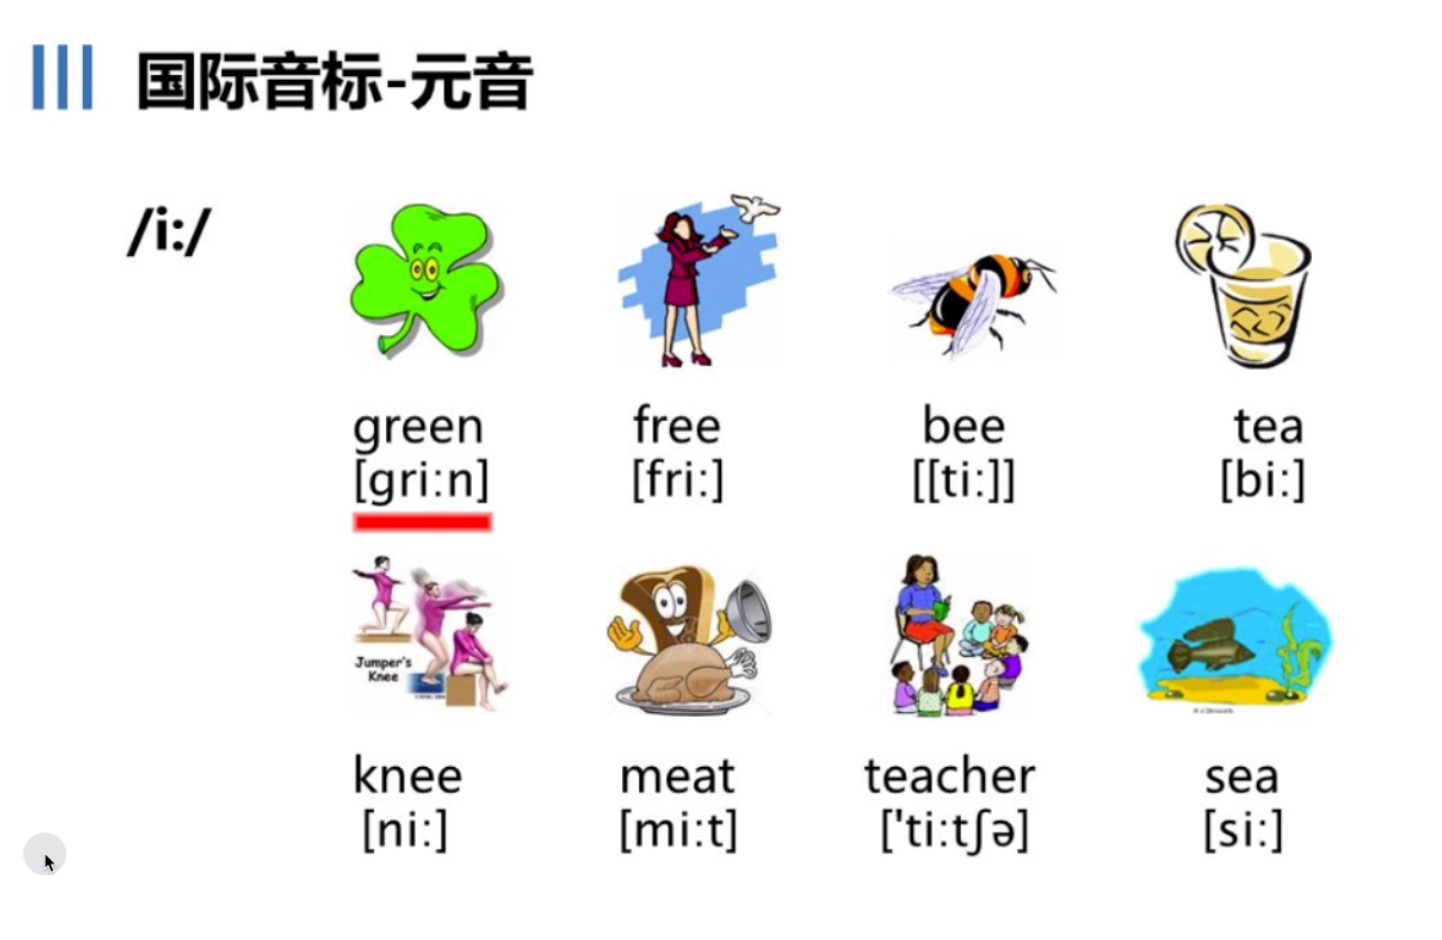 国际音标-元音
/i:/
green free bee tea
[gri:n] [fri:] [[ti:]] [bi:]
Jumper's
Knee
knee meat teacher sea
[ni:] [mi:t] ['ti:tʃə] [si:]